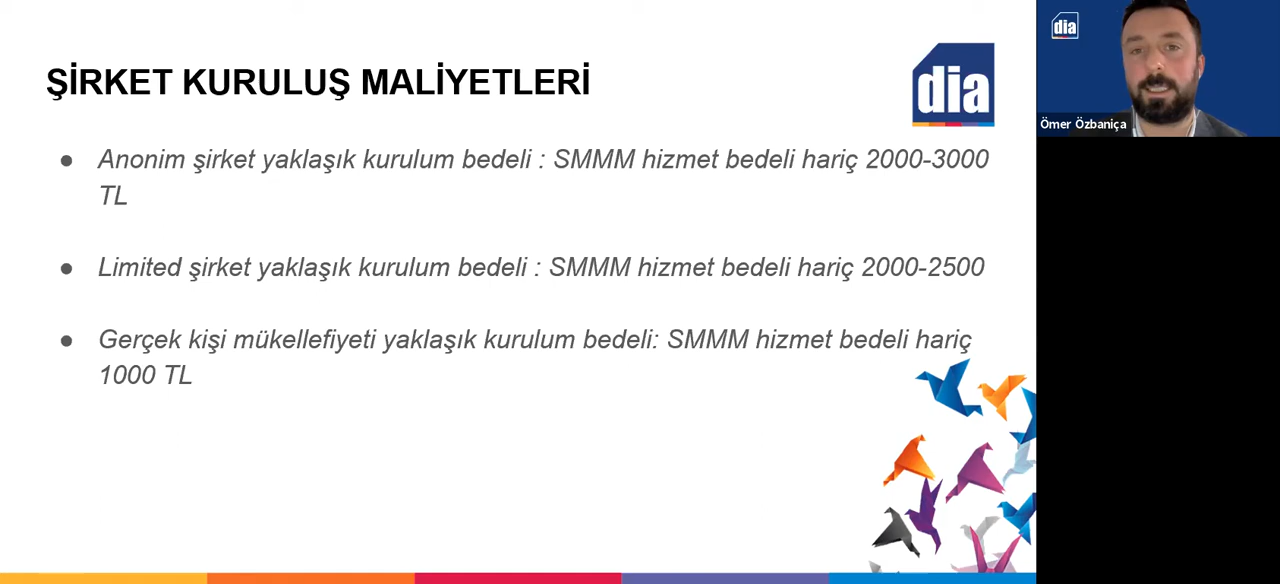 ŞİRKET KURULUŞ MALİYETLERİ
dia
● Anonim şirket yaklaşık kurulum bedeli : SMMM hizmet bedeli hariç 2000-3000
TL
● Limited şirket yaklaşık kurulum bedeli : SMMM hizmet bedeli hariç 2000-2500
● Gerçek kişi mükellefiyeti yaklaşık kurulum bedeli: SMMM hizmet bedeli hariç
1000 TL
dia
Ömer Özbaniça